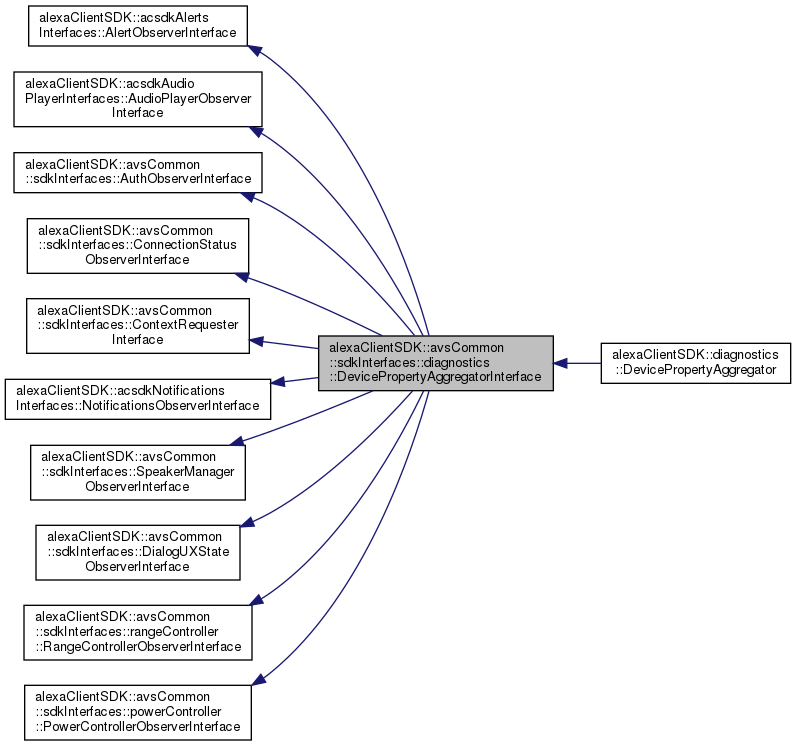 alexaClientSDK::acsdkAlerts
Interfaces::AlertObserverInterface
alexaClientSDK::acsdkAudio
PlayerInterfaces::AudioPlayerObserver
Interface
alexaClientSDK::avsCommon
::sdkInterfaces::AuthObserverInterface
alexaClientSDK::avsCommon
::sdkInterfaces::ConnectionStatus
ObserverInterface
alexaClientSDK::avsCommon
::sdkInterfaces::ContextRequester
Interface
alexaClientSDK::acsdkNotifications
Interfaces::NotificationsObserverInterface
alexaClientSDK::avsCommon
::sdkInterfaces::SpeakerManager
ObserverInterface
alexaClientSDK::avsCommon
::sdkInterfaces::DialogUXState
ObserverInterface
alexaClientSDK::avsCommon
::sdkInterfaces::rangeController
::RangeControllerObserverInterface
alexaClientSDK::avsCommon
::sdkInterfaces::powerController
::PowerControllerObserverInterface
alexaClientSDK::avsCommon
::sdkInterfaces::diagnostics
::DevicePropertyAggregatorInterface
alexaClientSDK::diagnostics
::DevicePropertyAggregator